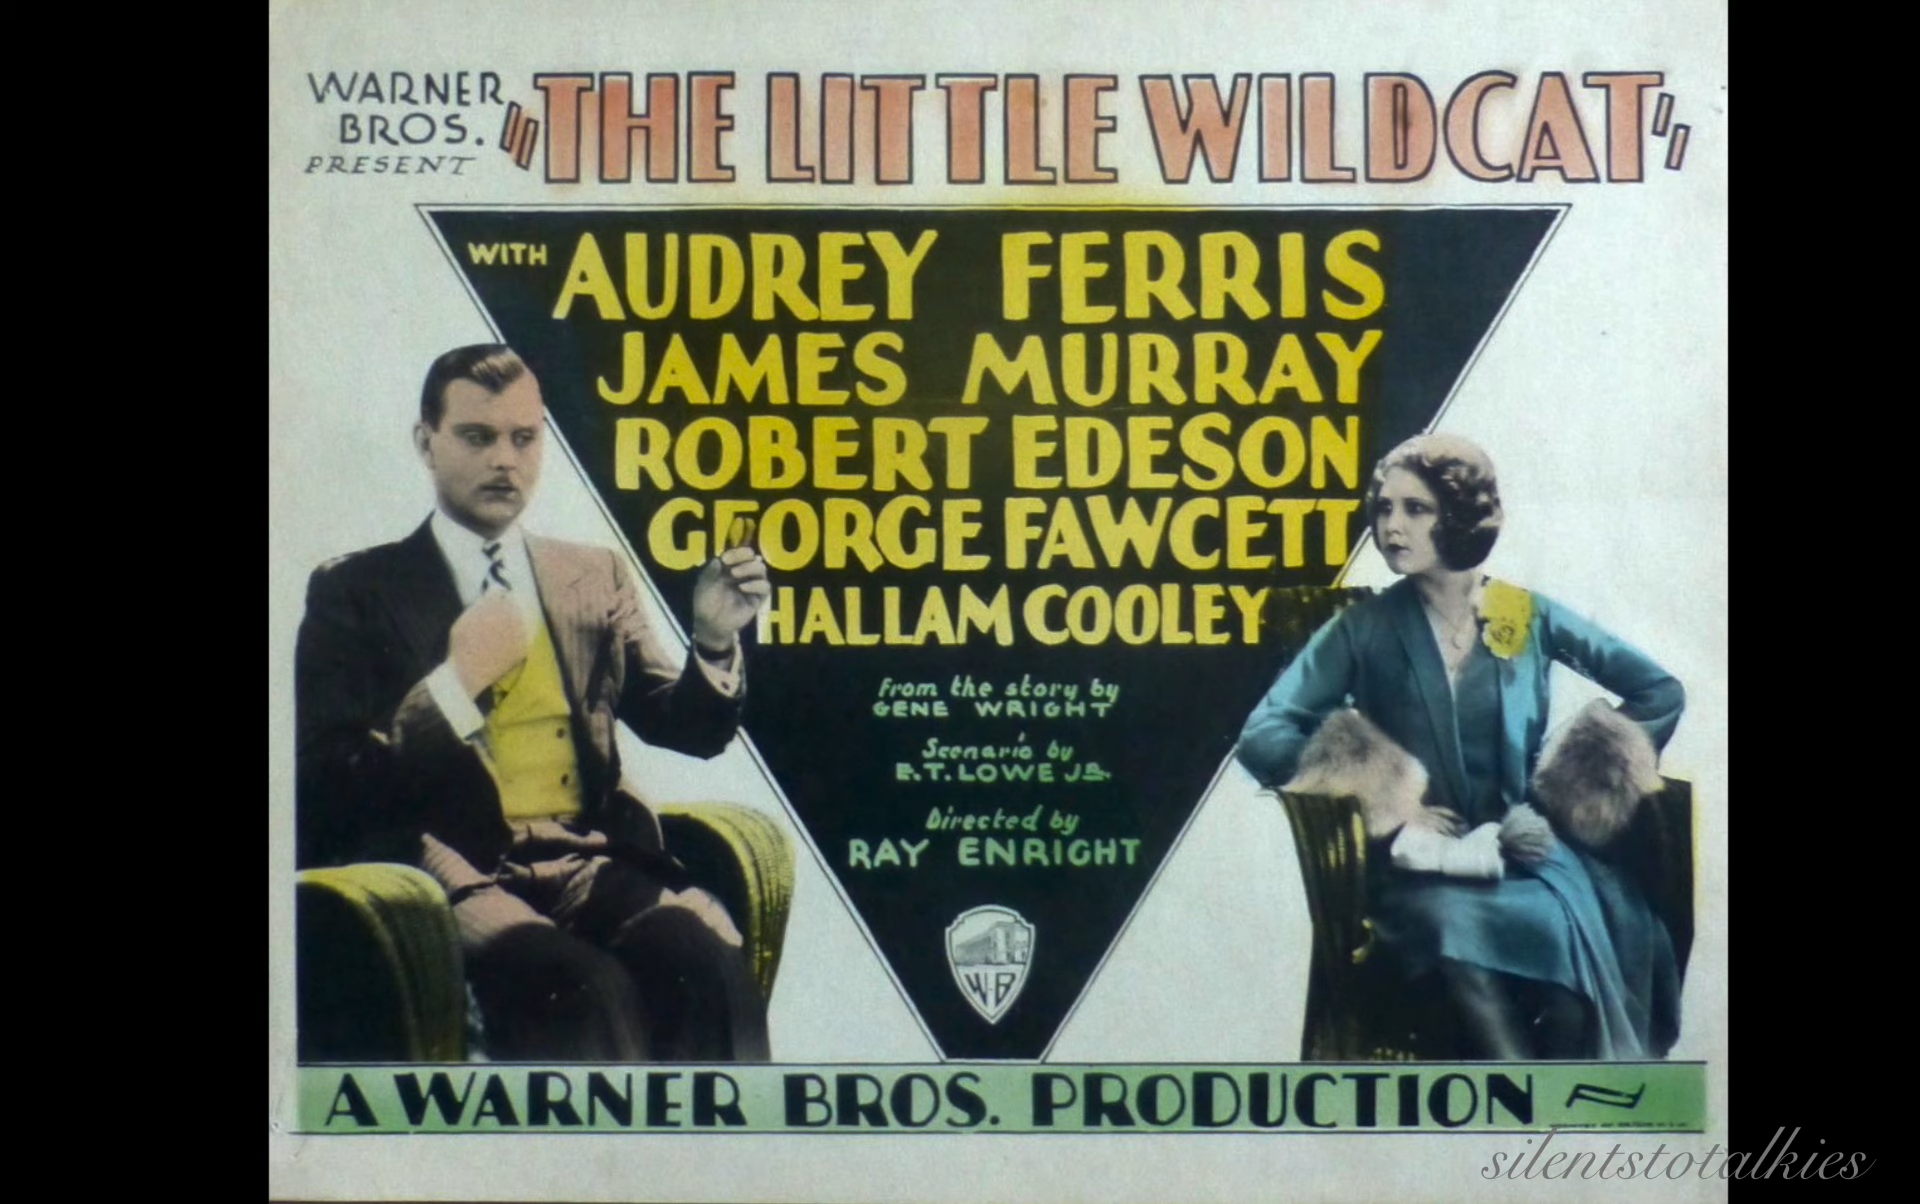 WARNER
BROS.
PRESENT
"THE LITTLE WILDCAT"
WITH AUDREY FERRIS
JAMES MURRAY
ROBERT EDESON
GEORGE FAWCETT
HALLAM COOLEY
From the story by
GENE WRIGHT
Scenario by
E.T. LOWE JR.
Directed by
RAY ENRIGHT
W-B
A WARNER BROS. PRODUCTION
silentstotalkies